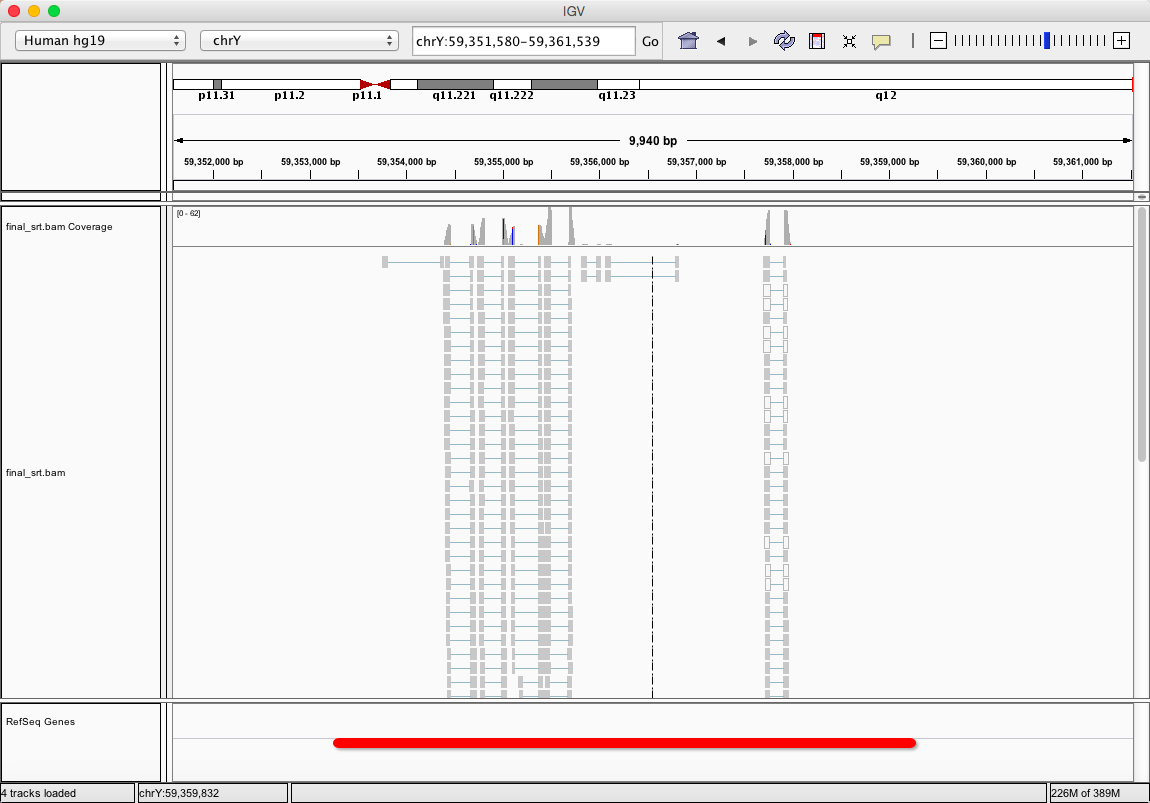 IGV
Human hg19 chrY chrY:59,351,580-59,361,539 Go
p11.31 p11.2 p11.1 q11.221 q11.222 q11.23 q12
9,940 bp
59,352,000 bp 59,353,000 bp 59,354,000 bp 59,355,000 bp 59,356,000 bp 59,357,000 bp 59,358,000 bp 59,359,000 bp 59,360,000 bp 59,361,000 bp
[0 - 62]
final_srt.bam Coverage
final_srt.bam
RefSeq Genes
4 tracks loaded chrY:59,359,832 226M of 389M